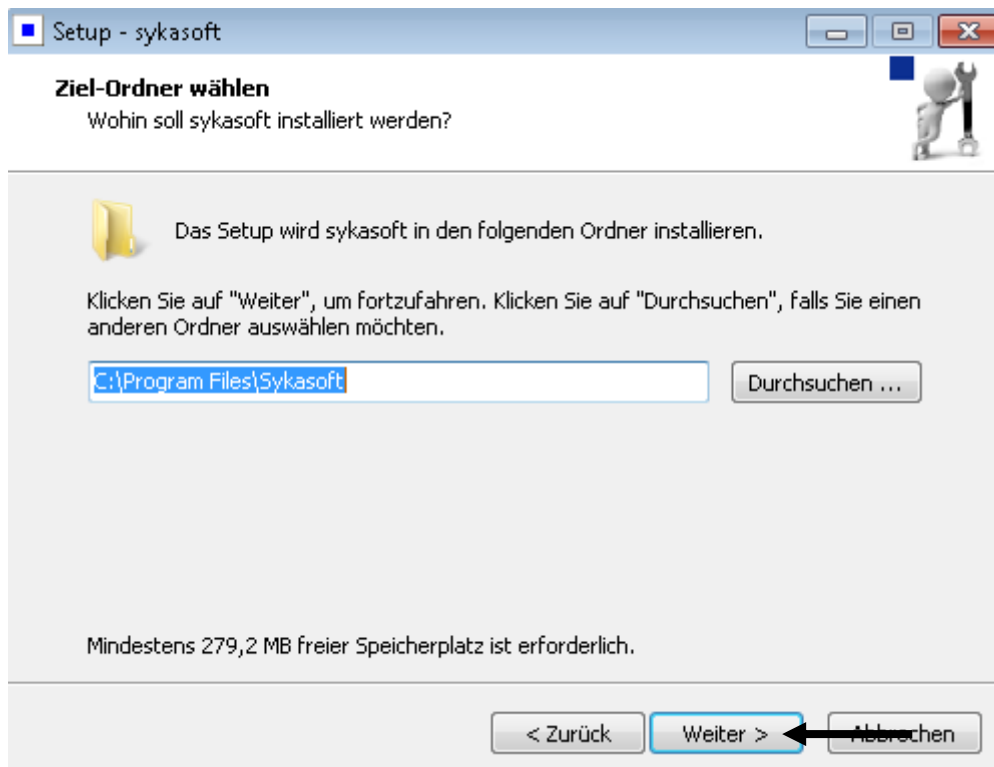 Setup - sykasoft
Ziel-Ordner wählen
Wohin soll sykasoft installiert werden?
Das Setup wird sykasoft in den folgenden Ordner installieren.
Klicken Sie auf "Weiter", um fortzufahren. Klicken Sie auf "Durchsuchen", falls Sie einen
anderen Ordner auswählen möchten.
C:\Program Files\Sykasoft
Durchsuchen ...
Mindestens 279,2 MB freier Speicherplatz ist erforderlich.
< Zurück
Weiter >
Abbrechen